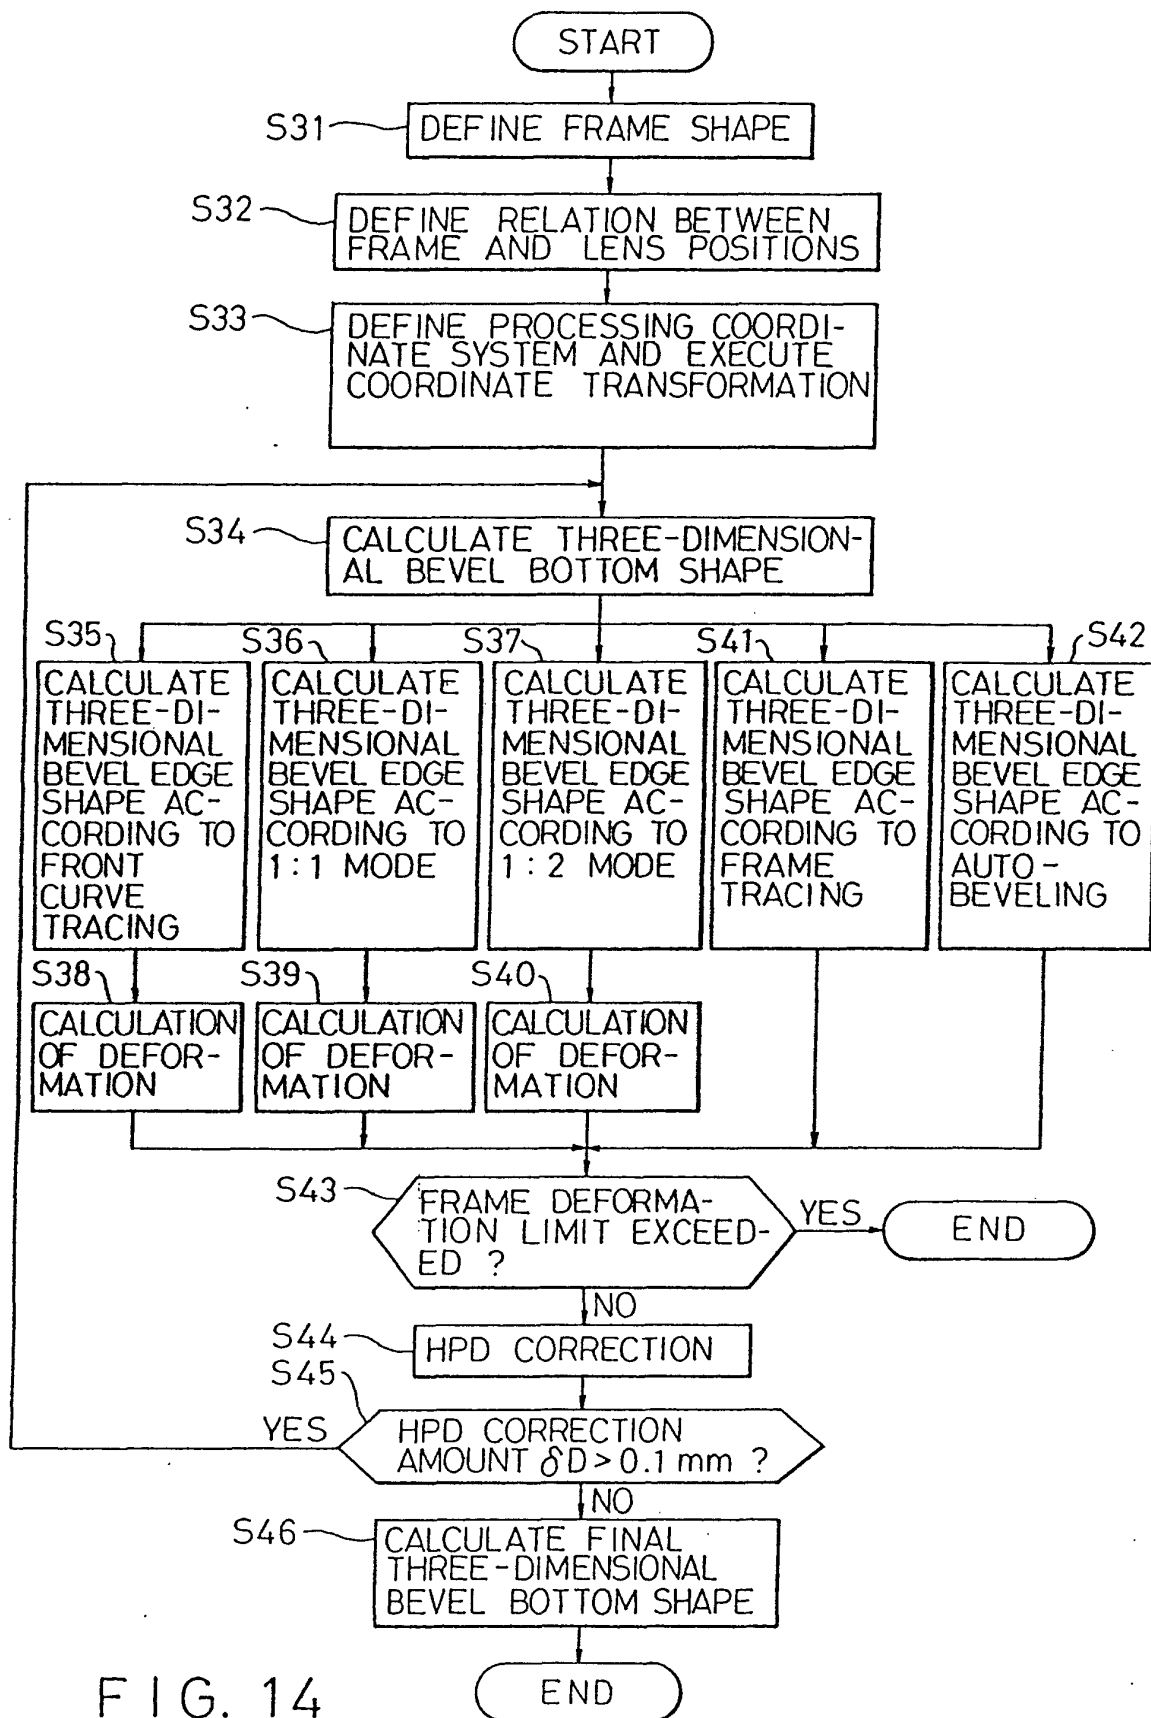 START
S31
DEFINE FRAME SHAPE
S32
DEFINE RELATION BETWEEN
FRAME AND LENS POSITIONS
S33
DEFINE PROCESSING COORDI-
NATE SYSTEM AND EXECUTE
COORDINATE TRANSFORMATION
S34
CALCULATE THREE-DIMENSION-
AL BEVEL BOTTOM SHAPE
S35
CALCULATE
THREE-DI-
MENSIONAL
BEVEL EDGE
SHAPE AC-
CORDING TO
FRONT
CURVE
TRACING
S36
CALCULATE
THREE-DI-
MENSIONAL
BEVEL EDGE
SHAPE AC-
CORDING TO
1:1 MODE
S37
CALCULATE
THREE-DI-
MENSIONAL
BEVEL EDGE
SHAPE AC-
CORDING TO
1:2 MODE
S41
CALCULATE
THREE-DI-
MENSIONAL
BEVEL EDGE
SHAPE AC-
CORDING TO
FRAME
TRACING
S42
CALCULATE
THREE-DI-
MENSIONAL
BEVEL EDGE
SHAPE AC-
CORDING TO
AUTO-
BEVELING
S38
CALCULATION
OF DEFOR-
MATION
S39
CALCULATION
OF DEFOR-
MATION
S40
CALCULATION
OF DEFOR-
MATION
S43
FRAME DEFORMA-
TION LIMIT EXCEED-
ED ?
YES
END
NO
S44
HPD CORRECTION
S45
YES
HPD CORRECTION
AMOUNT δD > 0.1 mm ?
NO
S46
CALCULATE FINAL
THREE-DIMENSIONAL
BEVEL BOTTOM SHAPE
END
FIG. 14